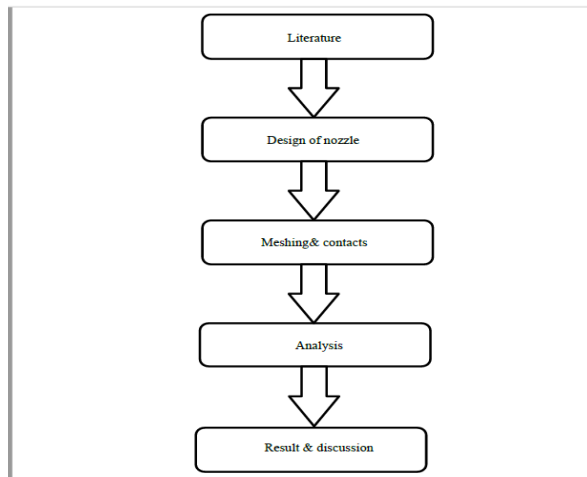 Literature
Design of nozzle
Meshing& contacts
Analysis
Result & discussion